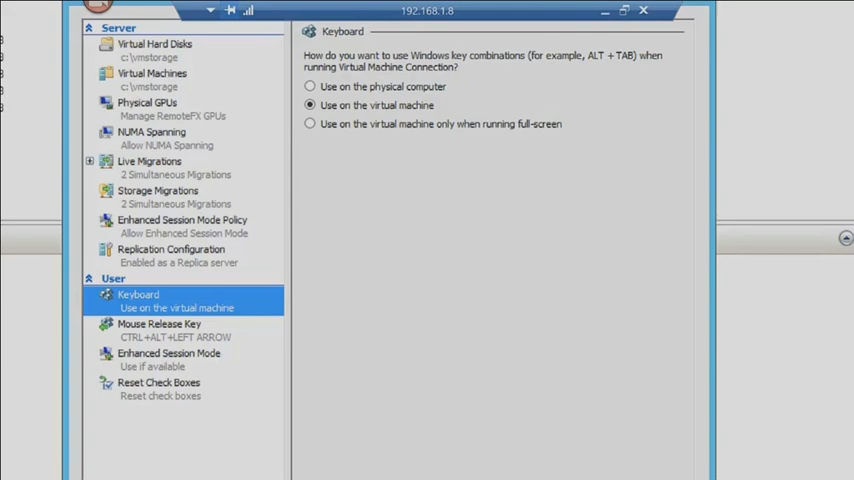 192.168.1.8
Server
Virtual Hard Disks
c:\vmstorage
Virtual Machines
c:\vmstorage
Physical GPUs
Manage RemoteFX GPUs
NUMA Spanning
Allow NUMA Spanning
Live Migrations
2 Simultaneous Migrations
Storage Migrations
2 Simultaneous Migrations
Enhanced Session Mode Policy
Allow Enhanced Session Mode
Replication Configuration
Enabled as a Replica server
User
Keyboard
Use on the virtual machine
Mouse Release Key
CTRL+ALT+LEFT ARROW
Enhanced Session Mode
Use if available
Reset Check Boxes
Reset check boxes
Keyboard
How do you want to use Windows key combinations (for example, ALT + TAB) when
running Virtual Machine Connection?
Use on the physical computer
Use on the virtual machine
Use on the virtual machine only when running full-screen